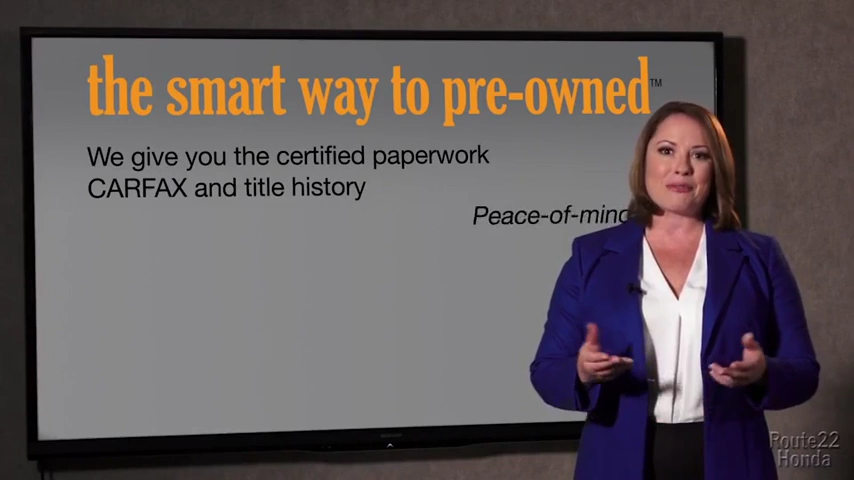 the smart way to pre-owned™
We give you the certified paperwork
CARFAX and title history
Peace-of-mind
Route22
Honda